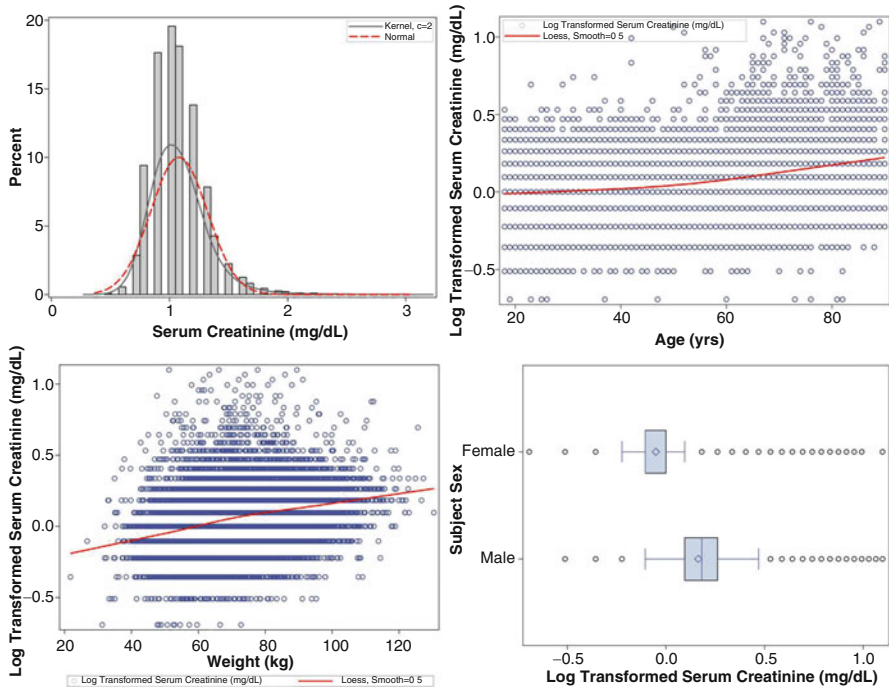 20
15
10
5
0
Percent
Kernel, c=2
Normal
0
1
2
3
Serum Creatinine (mg/dL)
Log Transformed Serum Creatinine (mg/dL)
1.0
0.5
0.0
−0.5
Log Transformed Serum Creatinine (mg/dL)
Loess, Smooth=0 5
20
40
60
80
Age (yrs)
Log Transformed Serum Creatinine (mg/dL)
1.0
0.5
0.0
−0.5
20
40
60
80
100
120
Weight (kg)
Log Transformed Serum Creatinine (mg/dL)
Loess, Smooth=0 5
Subject Sex
Female
Male
−0.5
0.0
0.5
1.0
Log Transformed Serum Creatinine (mg/dL)